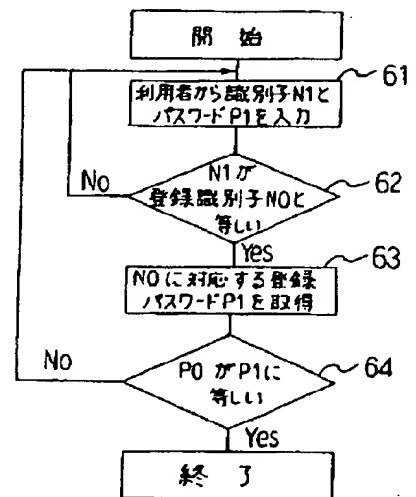 開始
61
利用者から識別子N1と
パスワードP1を入力
No
N1が
登録識別子N0と
等しい
62
Yes
63
N0に対応する登録
パスワードP1を取得
No
P0がP1に
等しい
64
Yes
終了